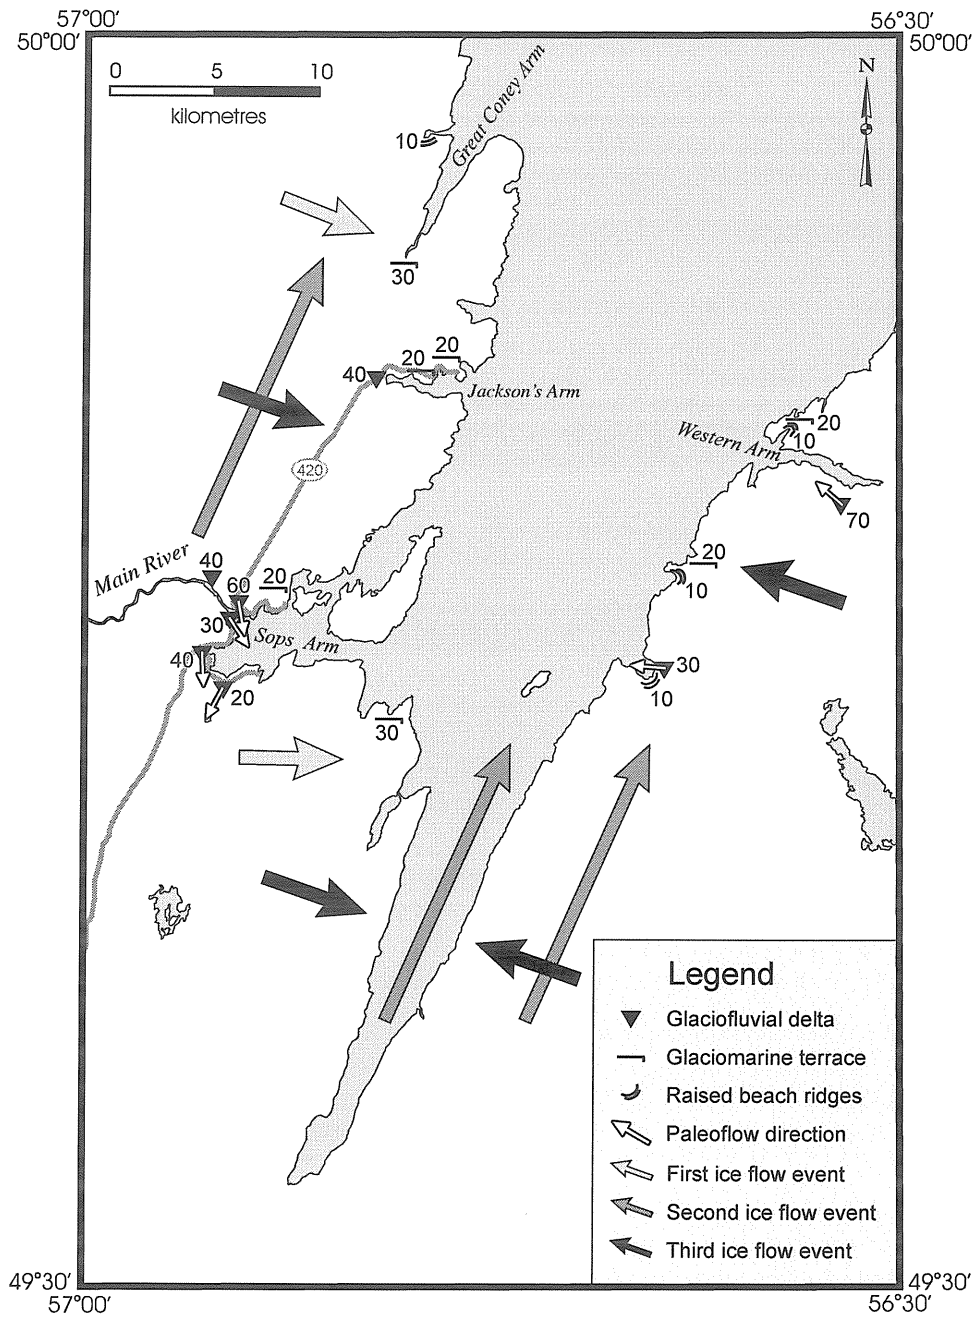 57°00′
56°30′
50°00′
50°00′
0 5 10
kilometres
N
Great Coney Arm
10
30
20
20
40
Jackson's Arm
20
10
Western Arm
420
70
Main River
40
60
20
20
10
30
Sops Arm
40
20
30
10
30
Legend
Glaciofluvial delta
Glaciomarine terrace
Raised beach ridges
Paleoflow direction
First ice flow event
Second ice flow event
Third ice flow event
49°30′
49°30′
57°00′
56°30′